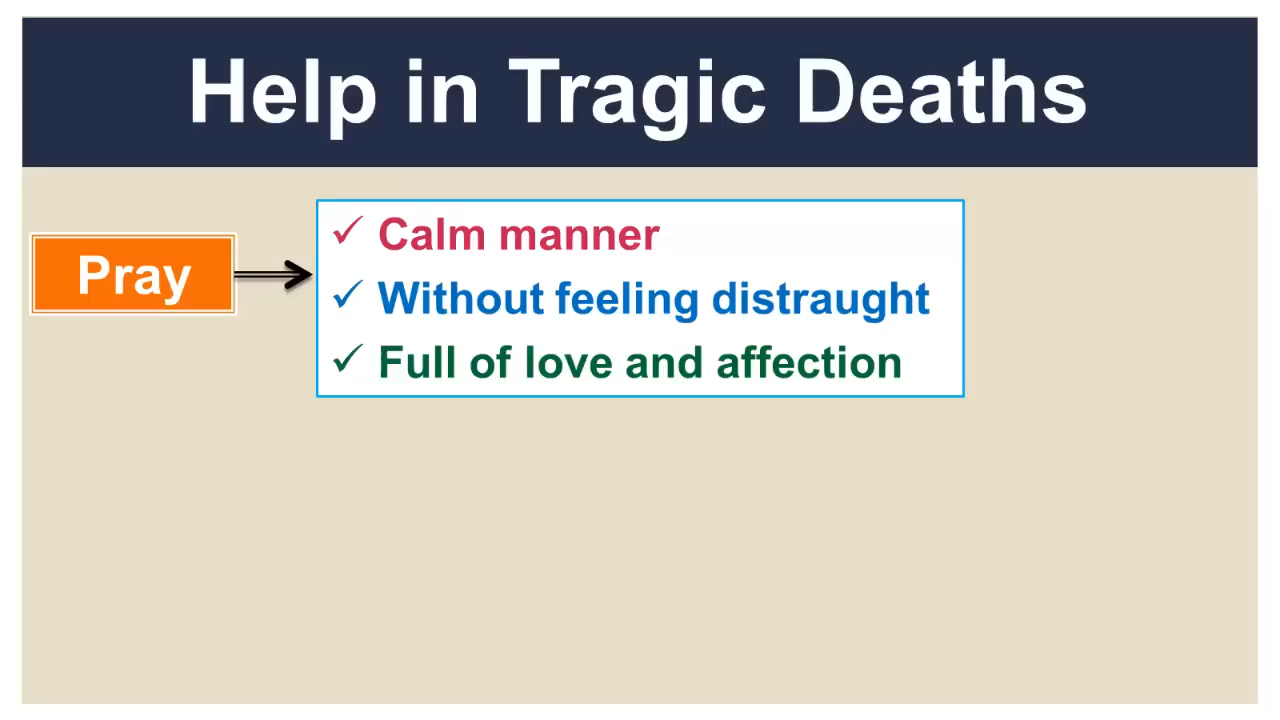 Help in Tragic Deaths
Pray
✓ Calm manner
✓ Without feeling distraught
✓ Full of love and affection